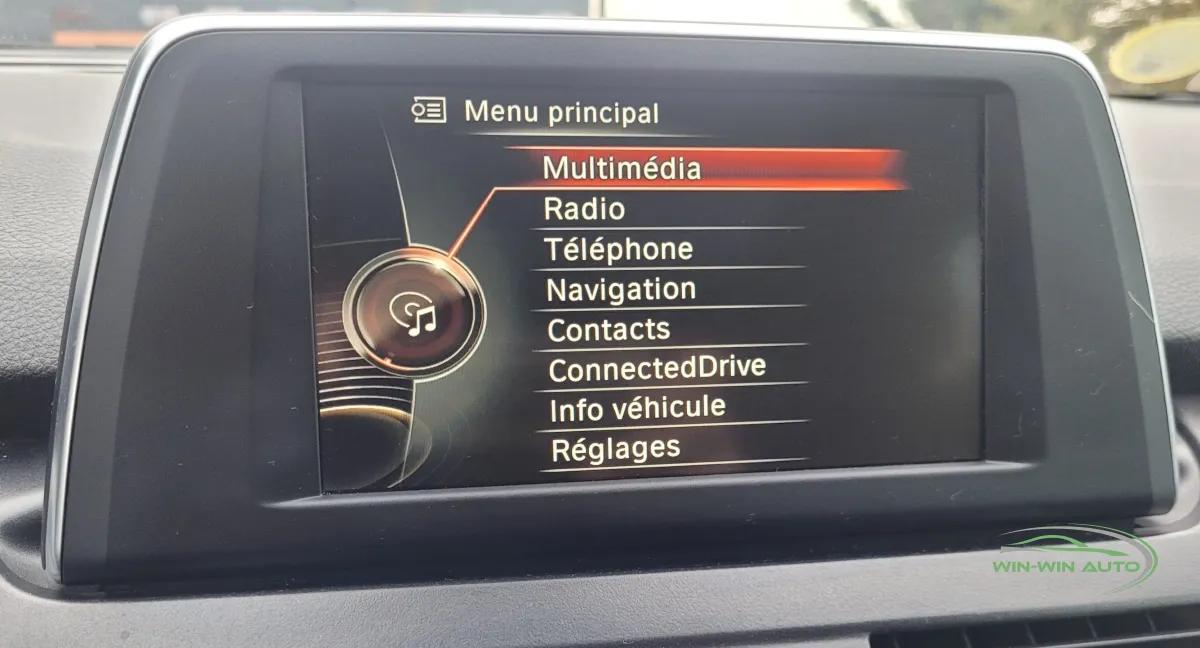 Menu principal
Multimédia
Radio
Téléphone
Navigation
Contacts
ConnectedDrive
Info véhicule
Réglages
WIN-WIN AUTO